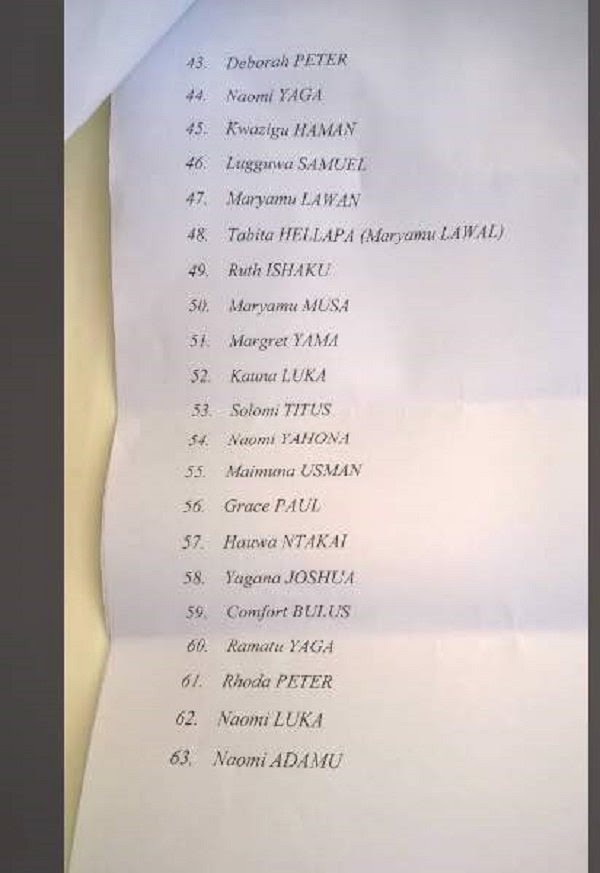 43. Deborah PETER
44. Naomi YAGA
45. Kwazigu HAMAN
46. Lugguwa SAMUEL
47. Maryamu LAWAN
48. Tabita HELLAPA (Maryamu LAWAL)
49. Ruth ISHAKU
50. Maryamu MUSA
51. Margret YAMA
52. Kauna LUKA
53. Solomi TITUS
54. Naomi YAHONA
55. Maimuna USMAN
56. Grace PAUL
57. Hauwa NTAKAI
58. Yagana JOSHUA
59. Comfort BULUS
60. Ramatu YAGA
61. Rhoda PETER
62. Naomi LUKA
63. Naomi ADAMU